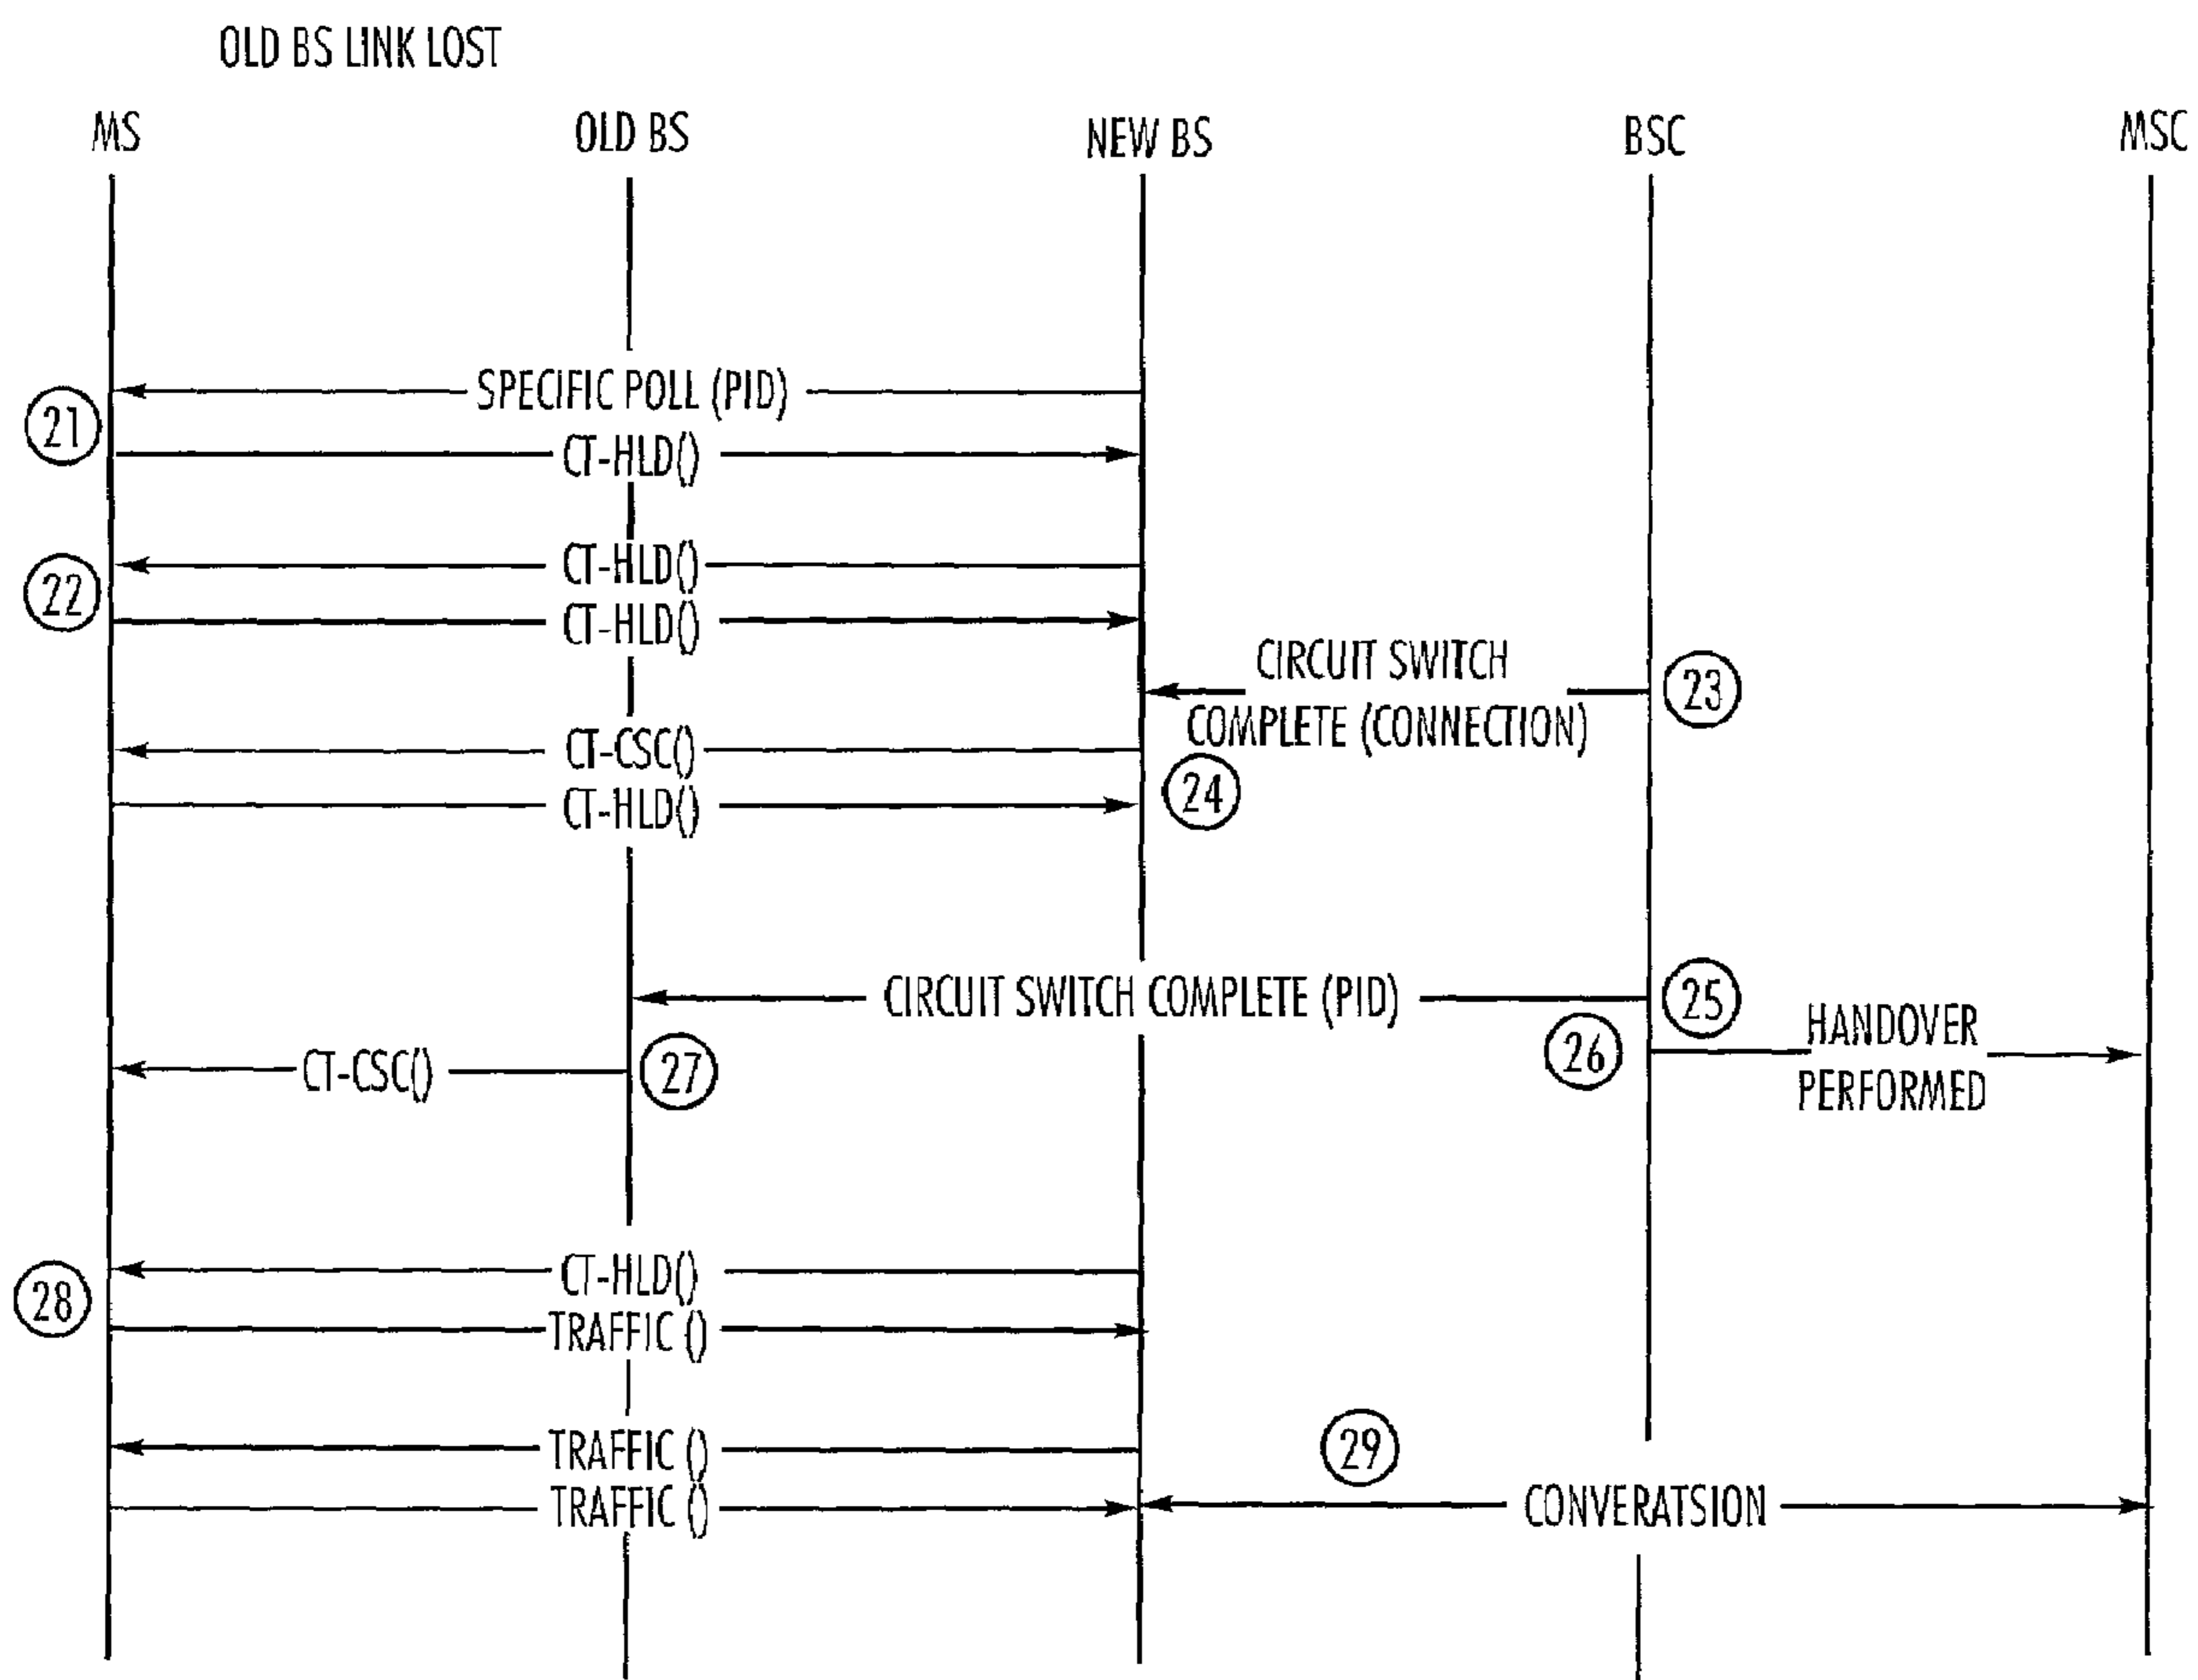 OLD BS LINK LOST
MS
OLD BS
NEW BS
BSC
MSC
SPECIFIC POLL (PID)
21
CT-HLD()
CT-HLD()
22
CT-HLD()
CIRCUIT SWITCH
COMPLETE (CONNECTION)
23
CT-CSC()
24
CT-HLD()
CIRCUIT SWITCH COMPLETE (PID)
25
26
HANDOVER
PERFORMED
CT-CSC()
27
CT-HLD()
28
TRAFFIC ()
TRAFFIC ()
29
TRAFFIC ()
CONVERATSION